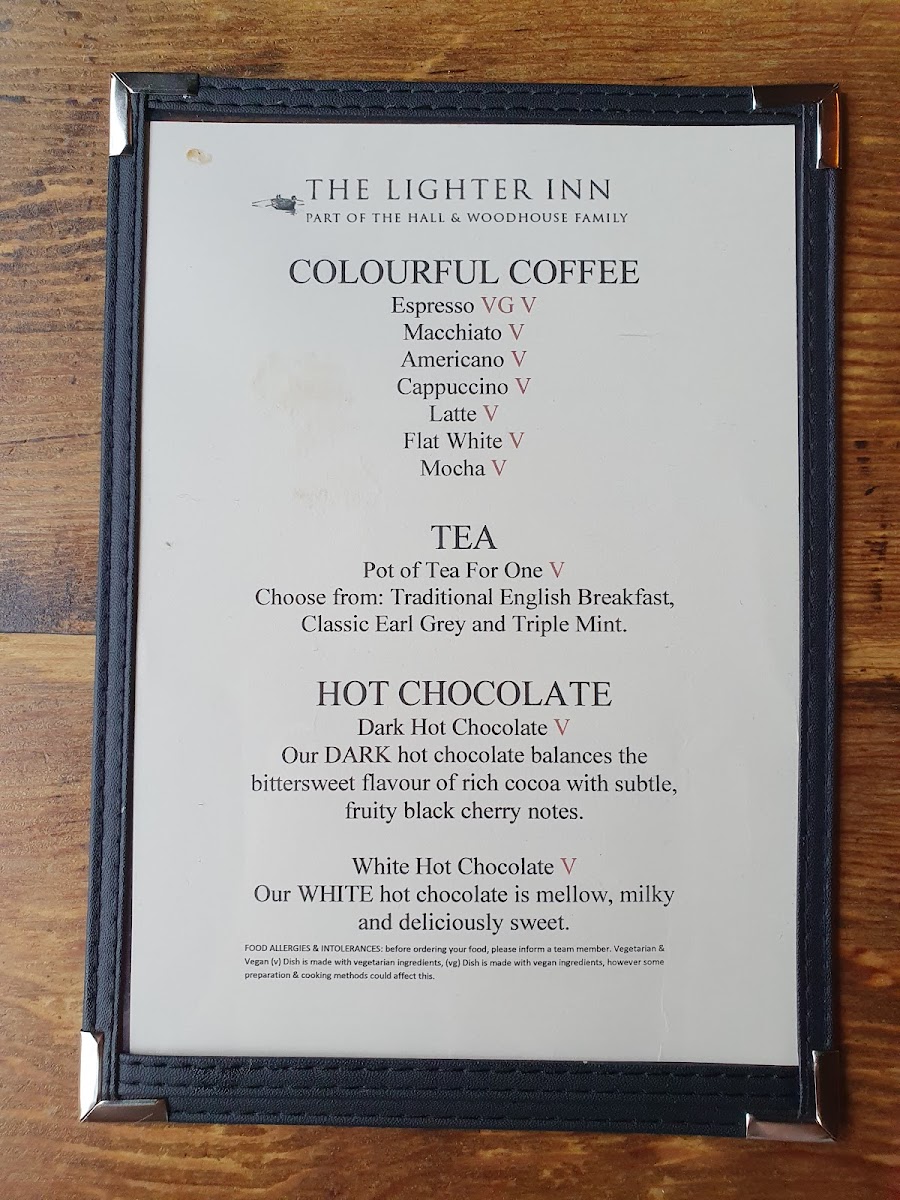 THE LIGHTER INN
PART OF THE HALL & WOODHOUSE FAMILY
COLOURFUL COFFEE
Espresso VG V
Macchiato V
Americano V
Cappuccino V
Latte V
Flat White V
Mocha V
TEA
Pot of Tea For One V
Choose from: Traditional English Breakfast,
Classic Earl Grey and Triple Mint.
HOT CHOCOLATE
Dark Hot Chocolate V
Our DARK hot chocolate balances the
bittersweet flavour of rich cocoa with subtle,
fruity black cherry notes.
White Hot Chocolate V
Our WHITE hot chocolate is mellow, milky
and deliciously sweet.
FOOD ALLERGIES & INTOLERANCES: before ordering your food, please inform a team member. Vegetarian &
Vegan (v) Dish is made with vegetarian ingredients, (vg) Dish is made with vegan ingredients, however some
preparation & cooking methods could affect this.